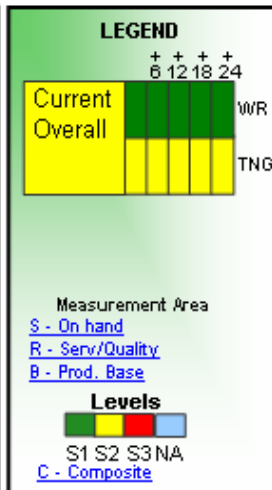 LEGEND
+ + + +
6 12 18 24
Current
Overall
WR
TNG
Measurement Area
S - On hand
R - Serv/Quality
B - Prod. Base
Levels
S1 S2 S3 NA
C - Composite